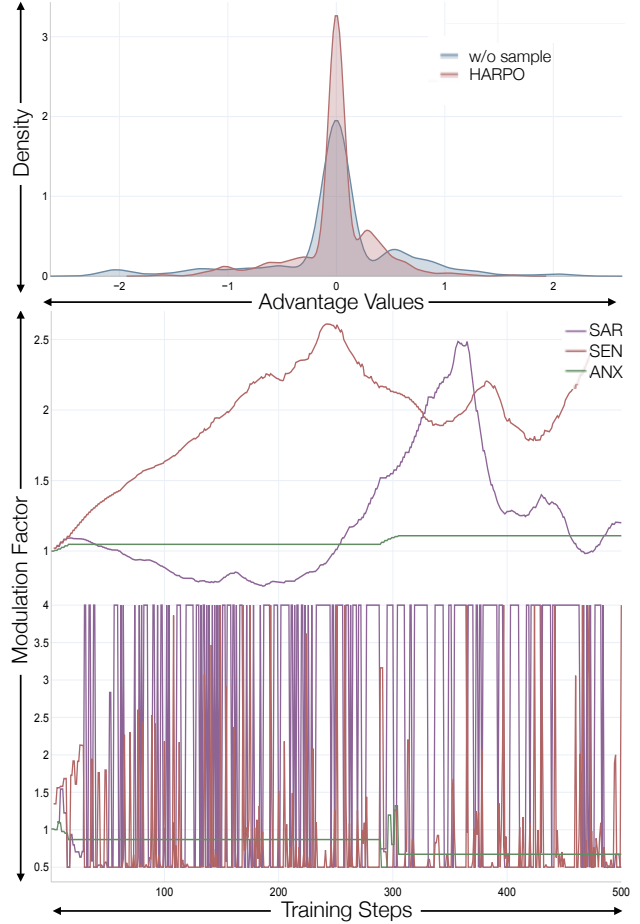 3
2
1
0
Density
w/o sample
HARPO
−2
−1
0
1
2
Advantage Values
2.5
2
1.5
1
SAR
SEN
ANX
Modulation Factor
4
3.5
3
2.5
2
1.5
1
0.5
100
200
300
400
500
Training Steps